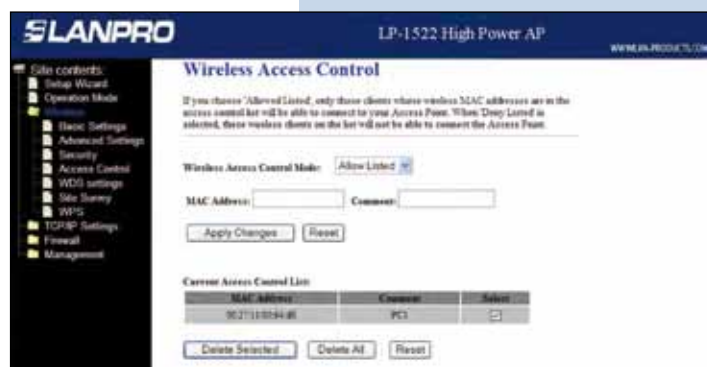 SLANPRO
LP-1522 High Power AP
Site contents:
Setup Wizard
Operation Mode
Wireless
Basic Settings
Advanced Settings
Security
Access Control
WDS settings
Site Survey
WPS
TCP/IP Settings
Firewall
Management
Wireless Access Control
If you choose 'Allowed Listed', only those clients whose wireless MAC addresses are in the
access control list will be able to connect to your Access Point. When 'Deny Listed' is
selected, these wireless clients on the list will not be able to connect the Access Point.
Wireless Access Control Mode: Allow Listed
MAC Address: Comment:
Apply Changes Reset
Current Access Control List:
MAC Address Comment Select
PC1
Delete Selected Delete All Reset